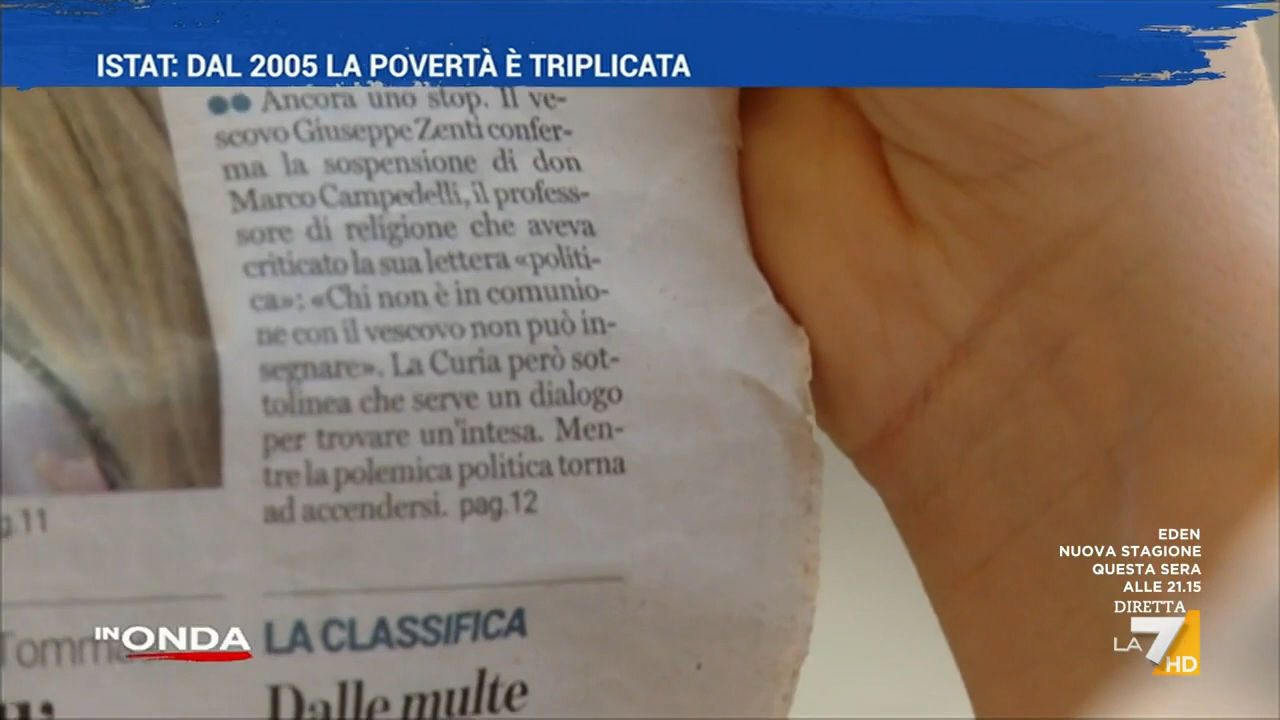 ISTAT: DAL 2005 LA POVERTÀ È TRIPLICATA
Ancora uno stop. Il ve-
scovo Giuseppe Zenti confer-
ma la sospensione di don
Marco Campedelli, il profess-
sore di religione che aveva
criticato la sua lettera «politi-
ca»: «Chi non è in comunio-
ne con il vescovo non può in-
segnare». La Curia però sot-
tolinea che serve un dialogo
per trovare un'intesa. Men-
tre la polemica politica torna
ad accendersi. pag.12
g.11
Tomm
LA CLASSIFICA
Dalle multe
IN ONDA
EDEN
NUOVA STAGIONE
QUESTA SERA
ALLE 21.15
DIRETTA
LA 7 HD